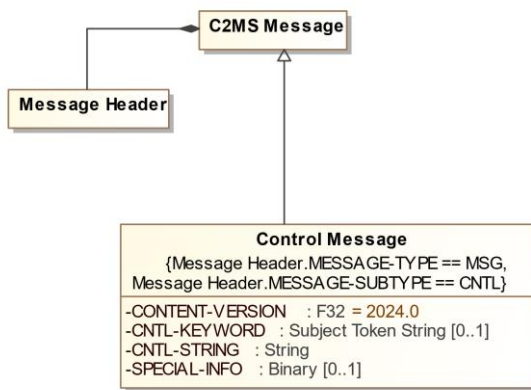 C2MS Message
Message Header
Control Message
{Message Header.MESSAGE-TYPE == MSG,
Message Header.MESSAGE-SUBTYPE == CNTL}
-CONTENT-VERSION : F32 = 2024.0
-CNTL-KEYWORD : Subject Token String [0..1]
-CNTL-STRING : String
-SPECIAL-INFO : Binary [0..1]